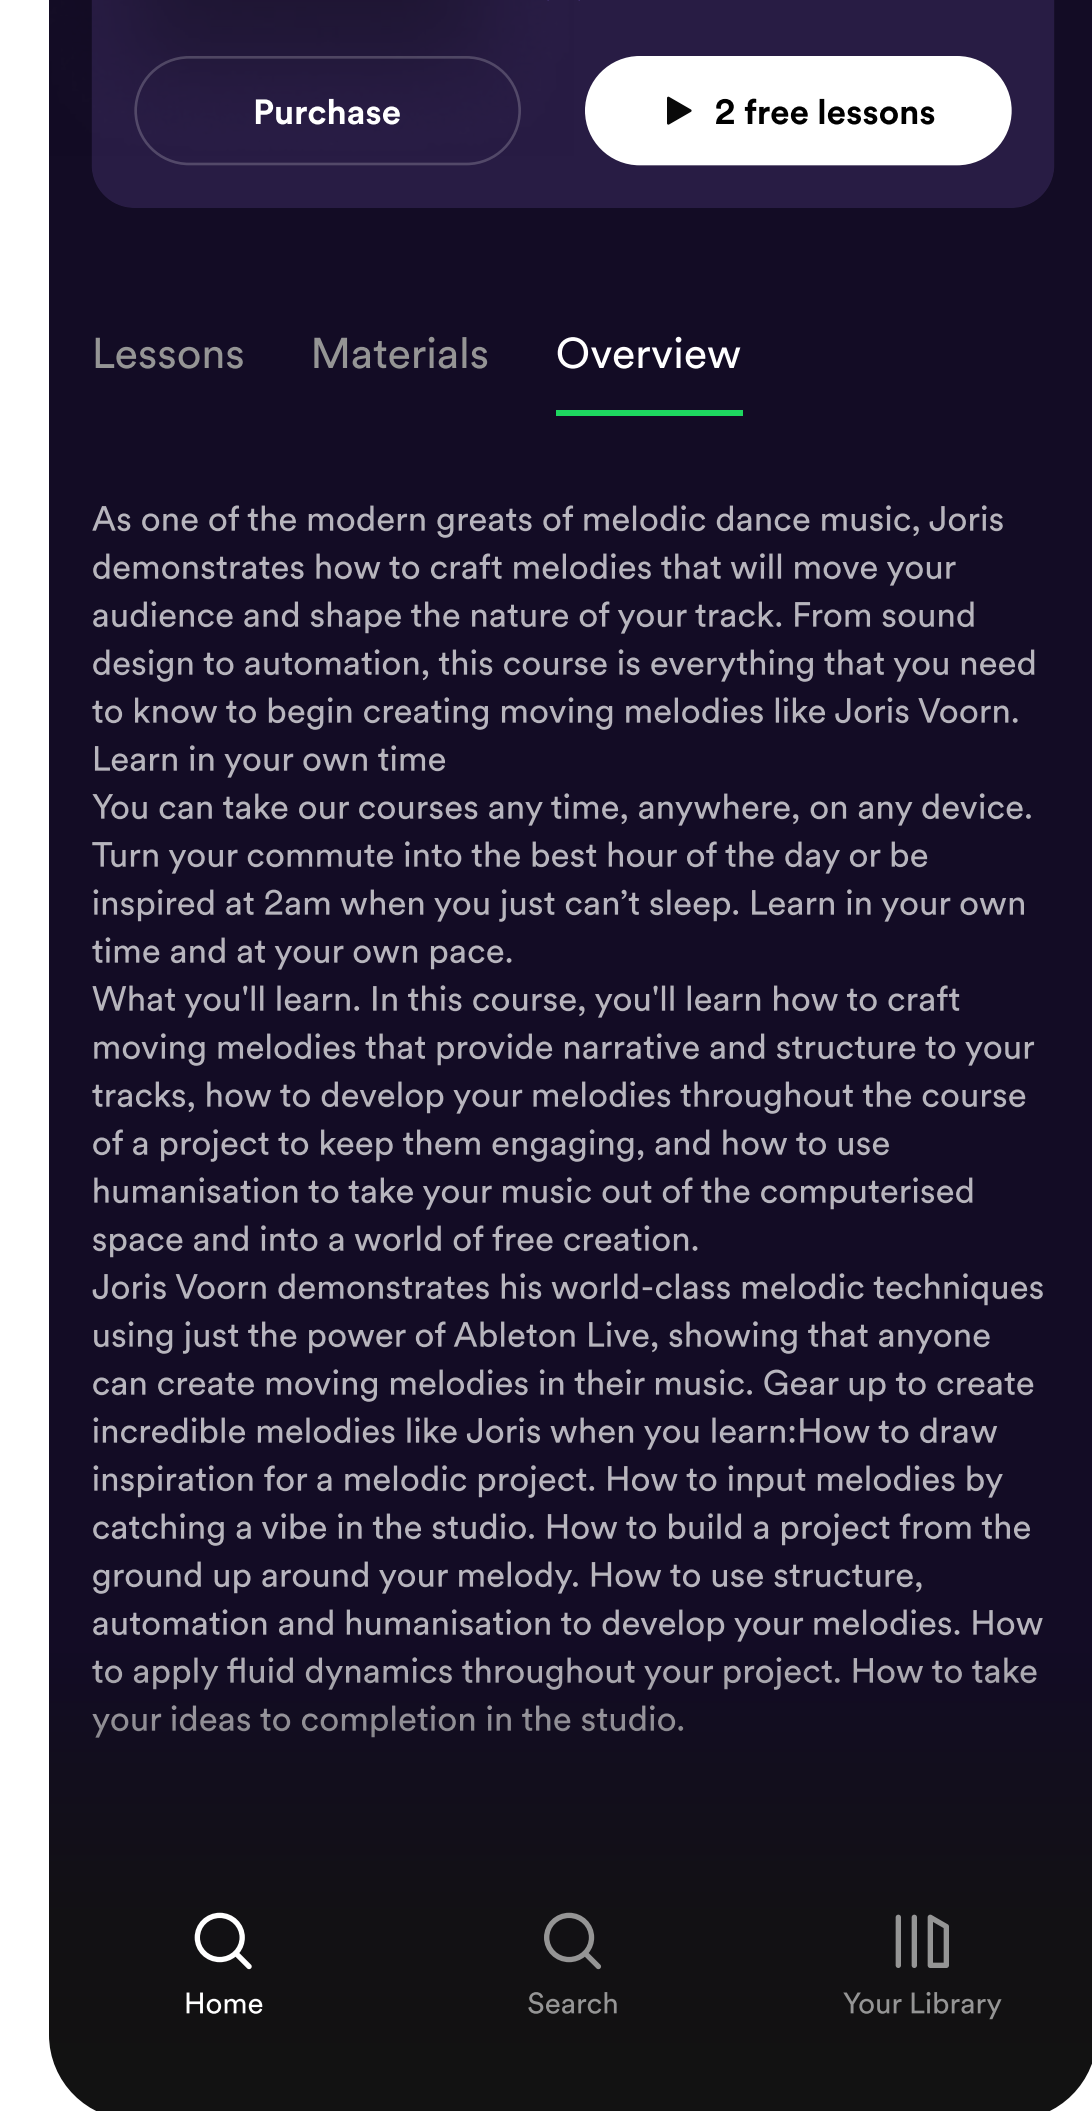 Purchase
2 free lessons
Lessons
Materials
Overview
As one of the modern greats of melodic dance music, Joris
demonstrates how to craft melodies that will move your
audience and shape the nature of your track. From sound
design to automation, this course is everything that you need
to know to begin creating moving melodies like Joris Voorn.
Learn in your own time
You can take our courses any time, anywhere, on any device.
Turn your commute into the best hour of the day or be
inspired at 2am when you just can’t sleep. Learn in your own
time and at your own pace.
What you'll learn. In this course, you'll learn how to craft
moving melodies that provide narrative and structure to your
tracks, how to develop your melodies throughout the course
of a project to keep them engaging, and how to use
humanisation to take your music out of the computerised
space and into a world of free creation.
Joris Voorn demonstrates his world-class melodic techniques
using just the power of Ableton Live, showing that anyone
can create moving melodies in their music. Gear up to create
incredible melodies like Joris when you learn:How to draw
inspiration for a melodic project. How to input melodies by
catching a vibe in the studio. How to build a project from the
ground up around your melody. How to use structure,
automation and humanisation to develop your melodies. How
to apply fluid dynamics throughout your project. How to take
your ideas to completion in the studio.
Home
Search
Your Library